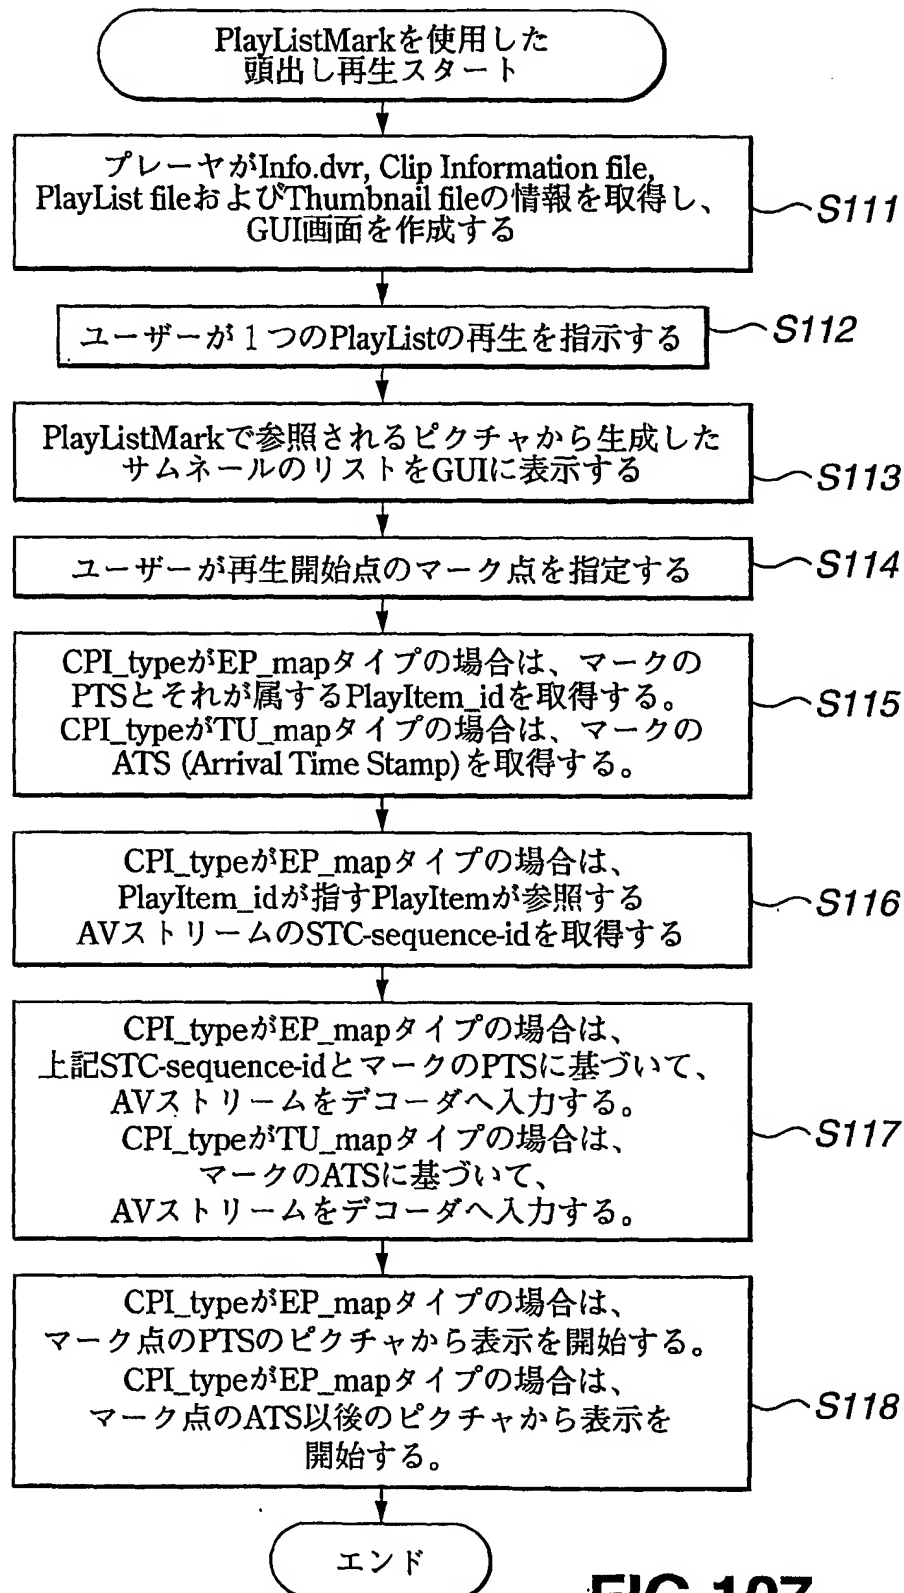 PlayListMarkを使用した
頭出し再生スタート
プレーヤがInfo.dvr, Clip Information file,
PlayList fileおよびThumbnail fileの情報を取得し、
GUI画面を作成する
S111
ユーザーが1つのPlayListの再生を指示する
S112
PlayListMarkで参照されるピクチャから生成した
サムネールのリストをGUIに表示する
S113
ユーザーが再生開始点のマーク点を指定する
S114
CPI_typeがEP_mapタイプの場合は、マークの
PTSとそれが属するPlayItem_idを取得する。
CPI_typeがTU_mapタイプの場合は、マークの
ATS (Arrival Time Stamp)を取得する。
S115
CPI_typeがEP_mapタイプの場合は、
PlayItem_idが指すPlayItemが参照する
AVストリームのSTC-sequence-idを取得する
S116
CPI_typeがEP_mapタイプの場合は、
上記STC-sequence-idとマークのPTSに基づいて、
AVストリームをデコーダへ入力する。
CPI_typeがTU_mapタイプの場合は、
マークのATSに基づいて、
AVストリームをデコーダへ入力する。
S117
CPI_typeがEP_mapタイプの場合は、
マーク点のPTSのピクチャから表示を開始する。
CPI_typeがEP_mapタイプの場合は、
マーク点のATS以後のピクチャから表示を
開始する。
S118
エンド
FIG.107